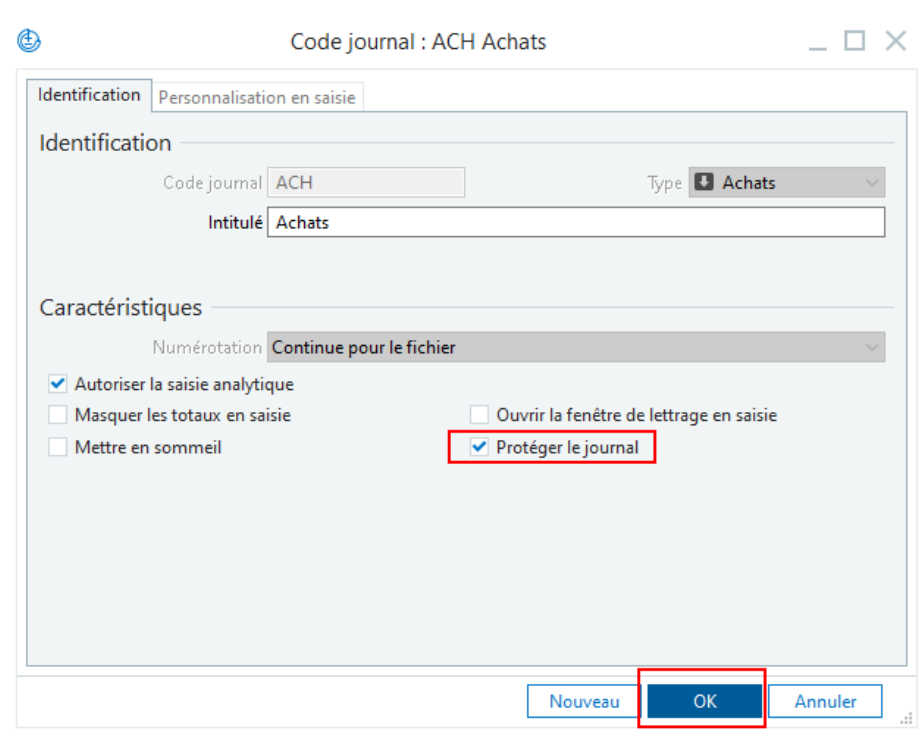 Code journal : ACH Achats
Identification Personnalisation en saisie
Identification
Code journal ACH Type Achats
Intitulé Achats
Caractéristiques
Numérotation Continue pour le fichier
Autoriser la saisie analytique
Masquer les totaux en saisie Ouvrir la fenêtre de lettrage en saisie
Mettre en sommeil Protéger le journal
Nouveau OK Annuler